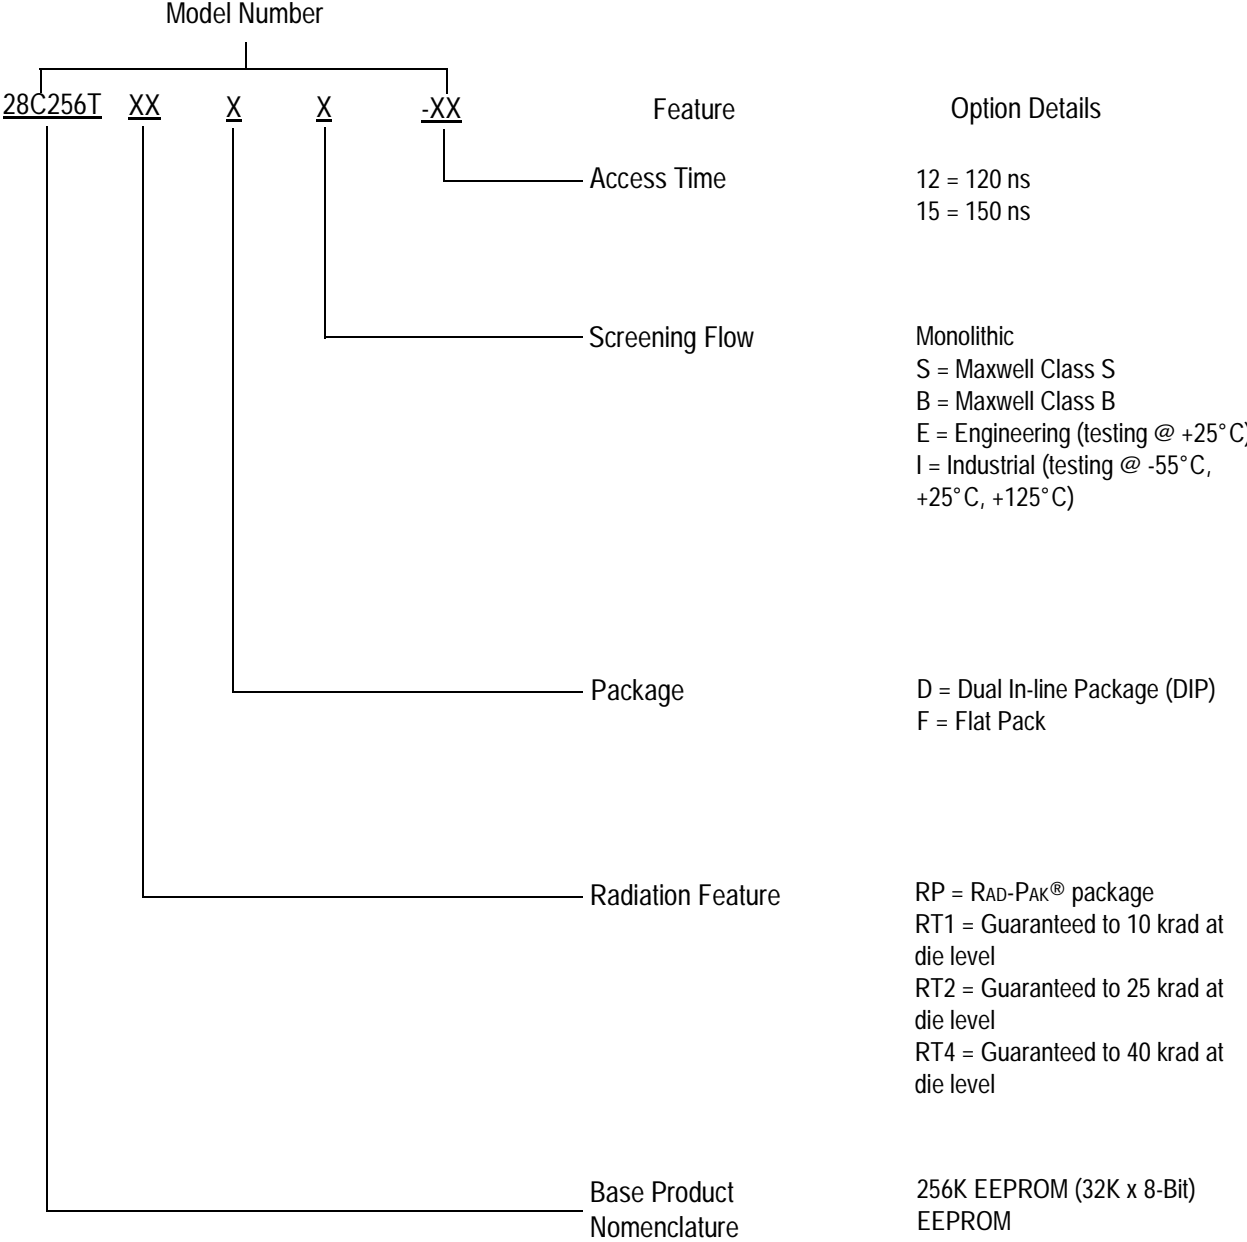 Model Number
28C256T XX X X -XX Feature Option Details
Access Time 12 = 120 ns
15 = 150 ns
Screening Flow Monolithic
S = Maxwell Class S
B = Maxwell Class B
E = Engineering (testing @ +25°C)
I = Industrial (testing @ -55°C,
+25°C, +125°C)
Package D = Dual In-line Package (DIP)
F = Flat Pack
Radiation Feature RP = RAD-PAK® package
RT1 = Guaranteed to 10 krad at
die level
RT2 = Guaranteed to 25 krad at
die level
RT4 = Guaranteed to 40 krad at
die level
Base Product 256K EEPROM (32K x 8-Bit)
Nomenclature EEPROM